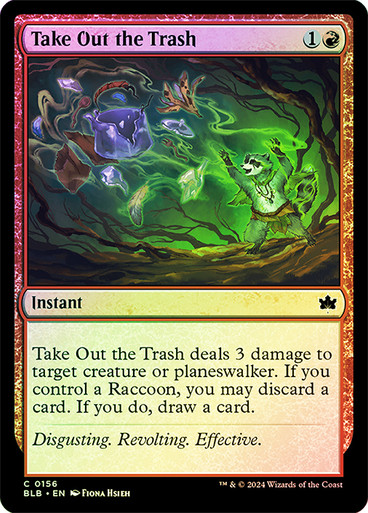 Take Out the Trash 1
Instant
Take Out the Trash deals 3 damage to
target creature or planeswalker. If you
control a Raccoon, you may discard a
card. If you do, draw a card.
Disgusting. Revolting. Effective.
C 0156
BLB • EN Fiona Hsieh
™ & © 2024 Wizards of the Coast